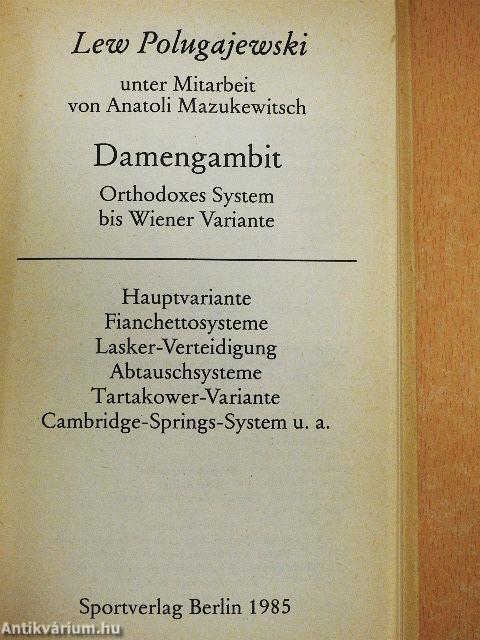 Lew Polugajewski
unter Mitarbeit
von Anatoli Mazukewitsch
Damengambit
Orthodoxes System
bis Wiener Variante
Hauptvariante
Fianchettosysteme
Lasker-Verteidigung
Abtauschsysteme
Tartakower-Variante
Cambridge-Springs-System u. a.
Sportverlag Berlin 1985
Antikvárium.hu